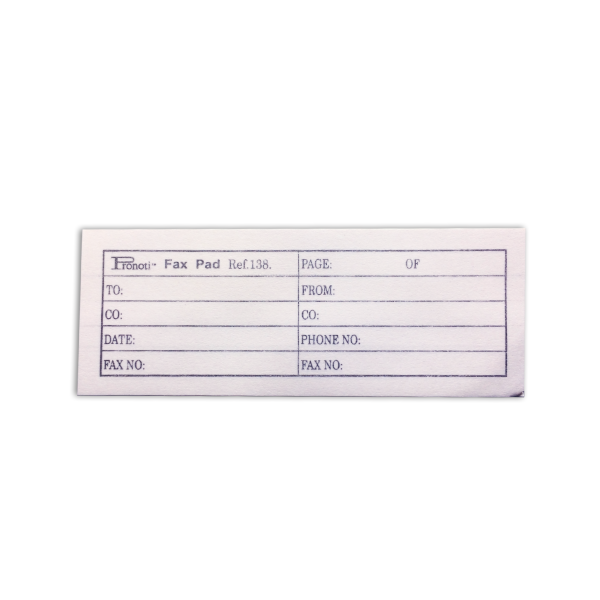 Pronoti™ Fax Pad Ref.138. PAGE: OF
TO: FROM:
CO: CO:
DATE: PHONE NO:
FAX NO: FAX NO: